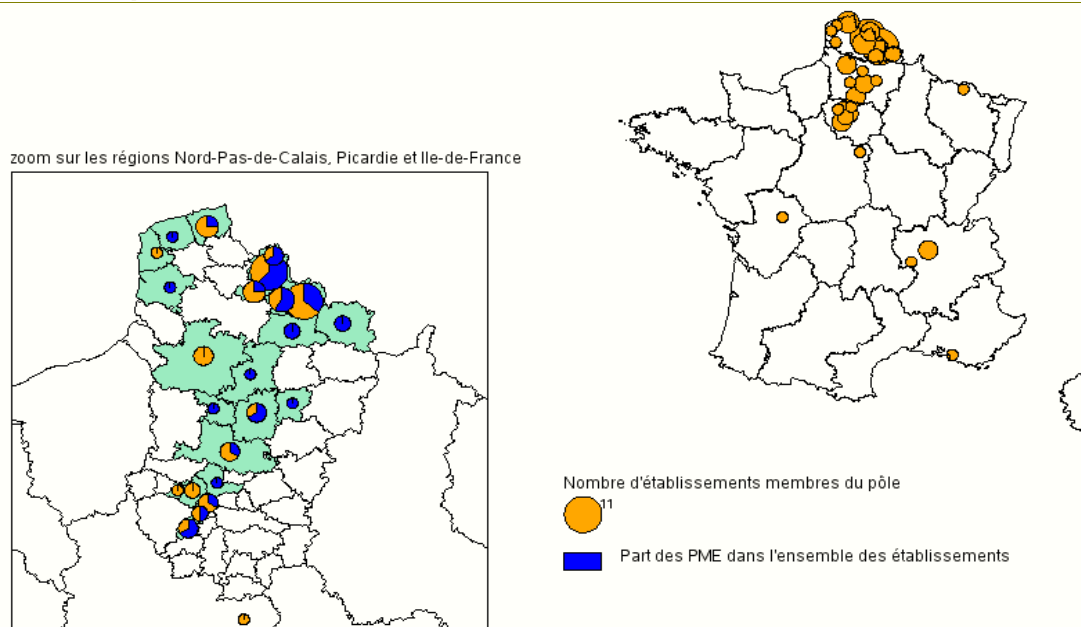 zoom sur les régions Nord-Pas-de-Calais, Picardie et Ile-de-France
Nombre d'établissements membres du pôle
11
Part des PME dans l'ensemble des établissements